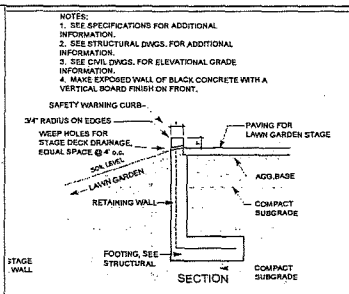 NOTES:
1. SEE SPECIFICATIONS FOR ADDITIONAL
INFORMATION.
2. SEE STRUCTURAL DWGS. FOR ADDITIONAL
INFORMATION.
3. SEE CIVIL DWGS. FOR ELEVATIONAL GRADE
INFORMATION.
4. MAKE EXPOSED WALL OF BLACK CONCRETE WITH A
VERTICAL BOARD FINISH ON FRONT.
SAFETY WARNING CURB
3/4" RADIUS ON EDGES
WEEP HOLES FOR
STAGE DECK DRAINAGE,
EQUAL SPACE @ 4' o.c.
PAVING FOR
LAWN GARDEN STAGE
50% LEVEL
LAWN GARDEN
AGG.BASE
RETAINING WALL
COMPACT
SUBGRADE
FOOTING, SEE
STRUCTURAL
STAGE
WALL
SECTION
COMPACT
SUBGRADE